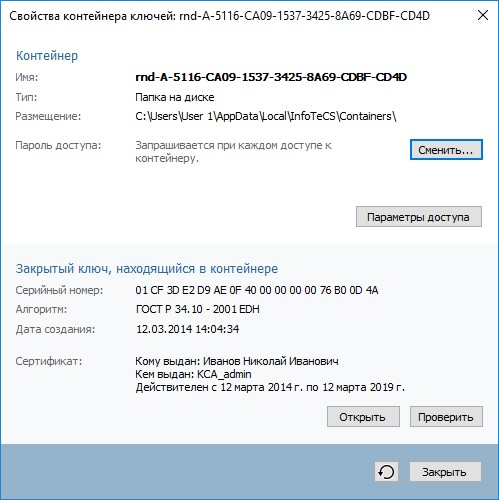 Свойства контейнера ключей: rnd-A-5116-CA09-1537-3425-8A69-CDBF-CD4D
Контейнер
Имя: rnd-A-5116-CA09-1537-3425-8A69-CDBF-CD4D
Тип: Папка на диске
Размещение: C:\Users\User 1\AppData\Local\InfoTeCS\Containers\
Пароль доступа: Запрашивается при каждом доступе к
контейнеру.
Сменить...
Параметры доступа
Закрытый ключ, находящийся в контейнере
Серийный номер: 01 CF 3D E2 D9 AE 0F 40 00 00 00 00 76 B0 0D 4A
Алгоритм: ГОСТ Р 34.10 - 2001 EDH
Дата создания: 12.03.2014 14:04:34
Сертификат: Кому выдан: Иванов Николай Иванович
Кем выдан: KCA_admin
Действителен с 12 марта 2014 г. по 12 марта 2019 г.
Открыть Проверить
Закрыть